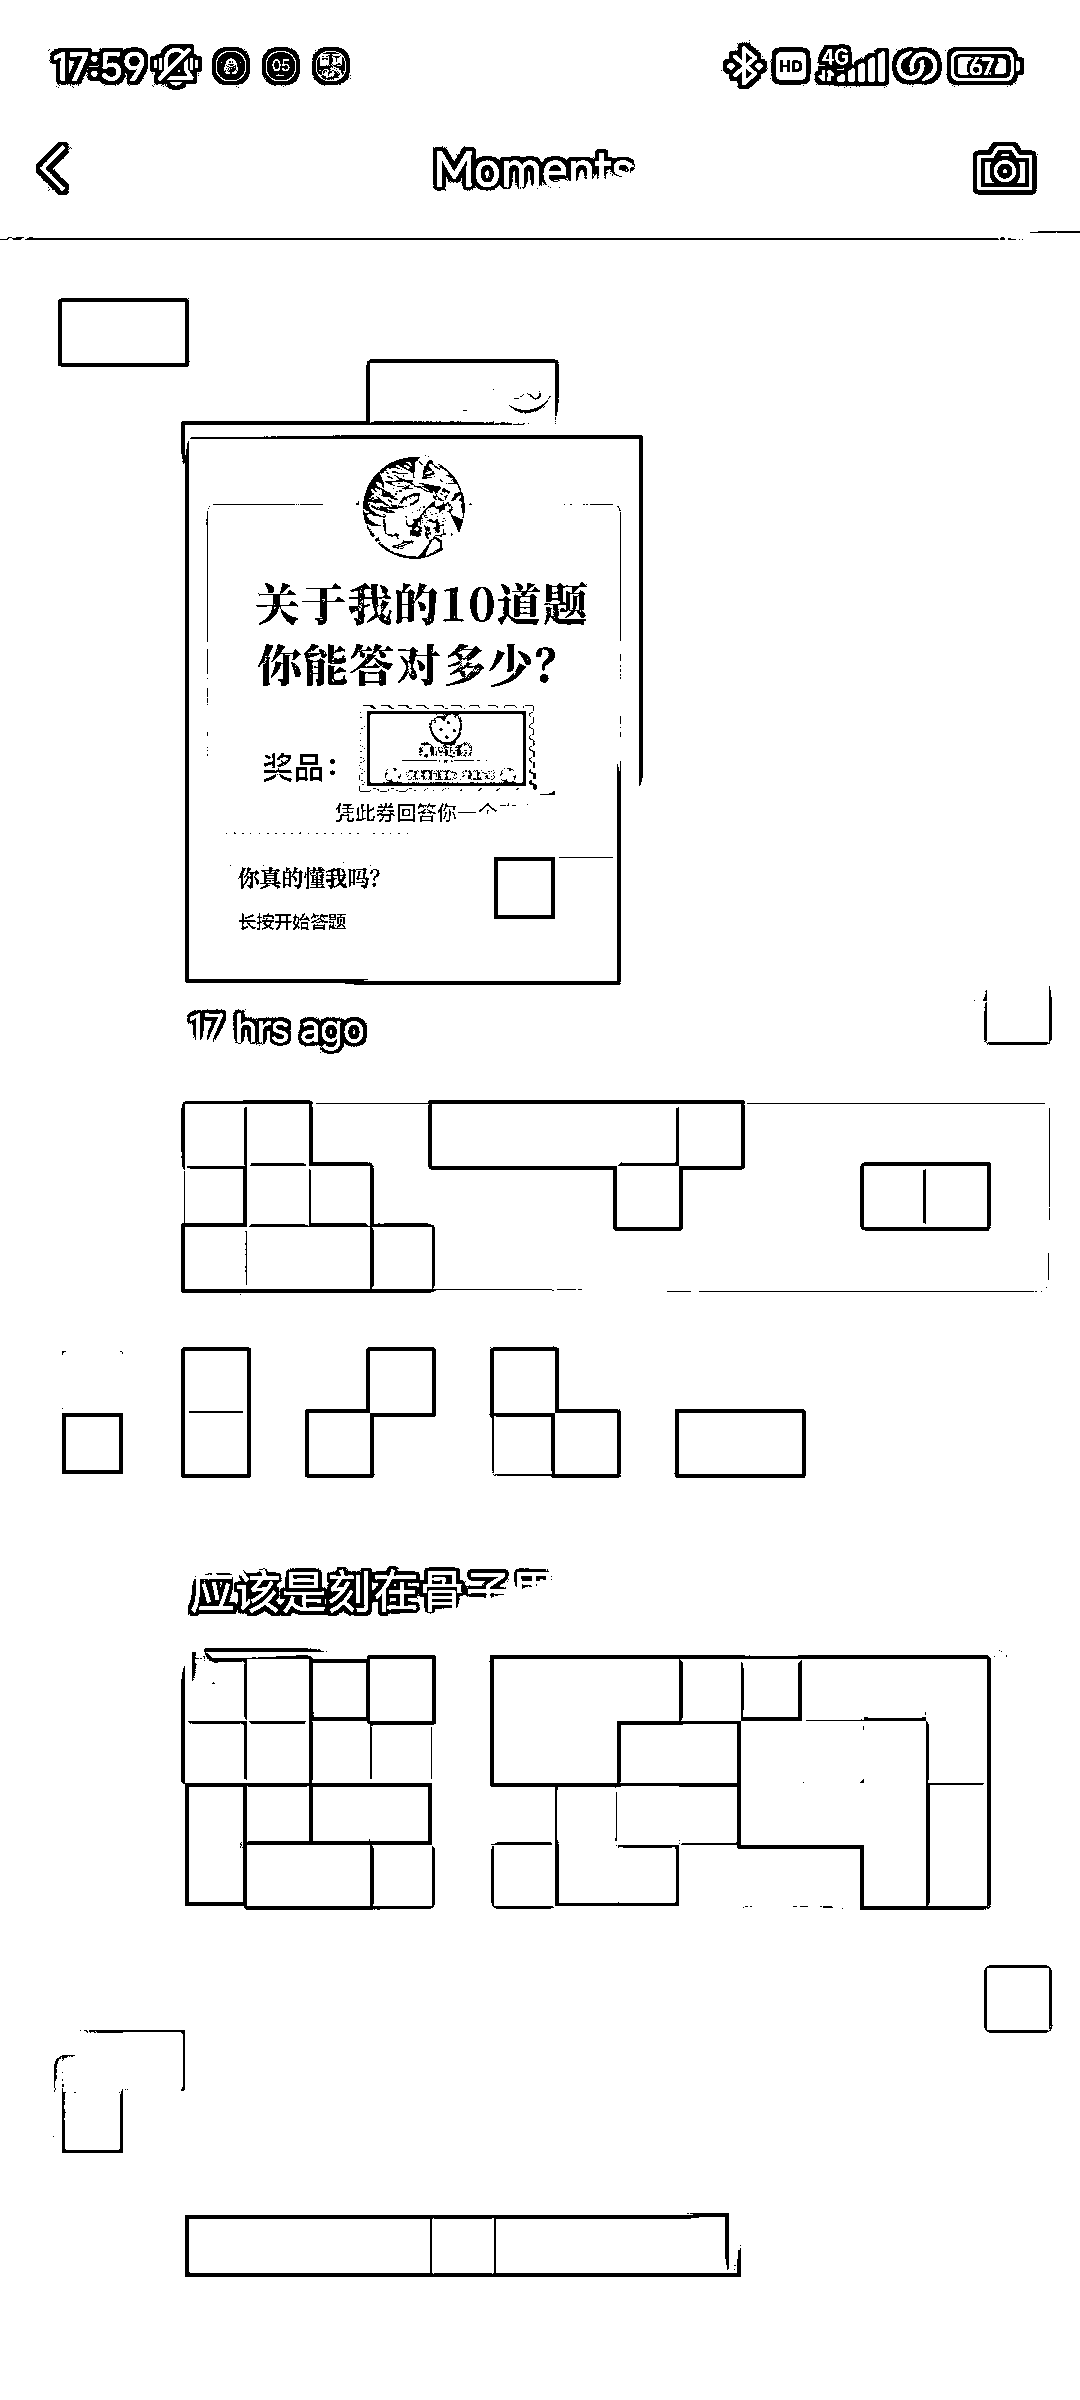 17:59
05
HD
4G
67
Moments
关于我的10道题
你能答对多少？
奖品：
凭此券回答你一个
你真的懂我吗？
长按开始答题
17 hrs ago
应该是刻在骨子里